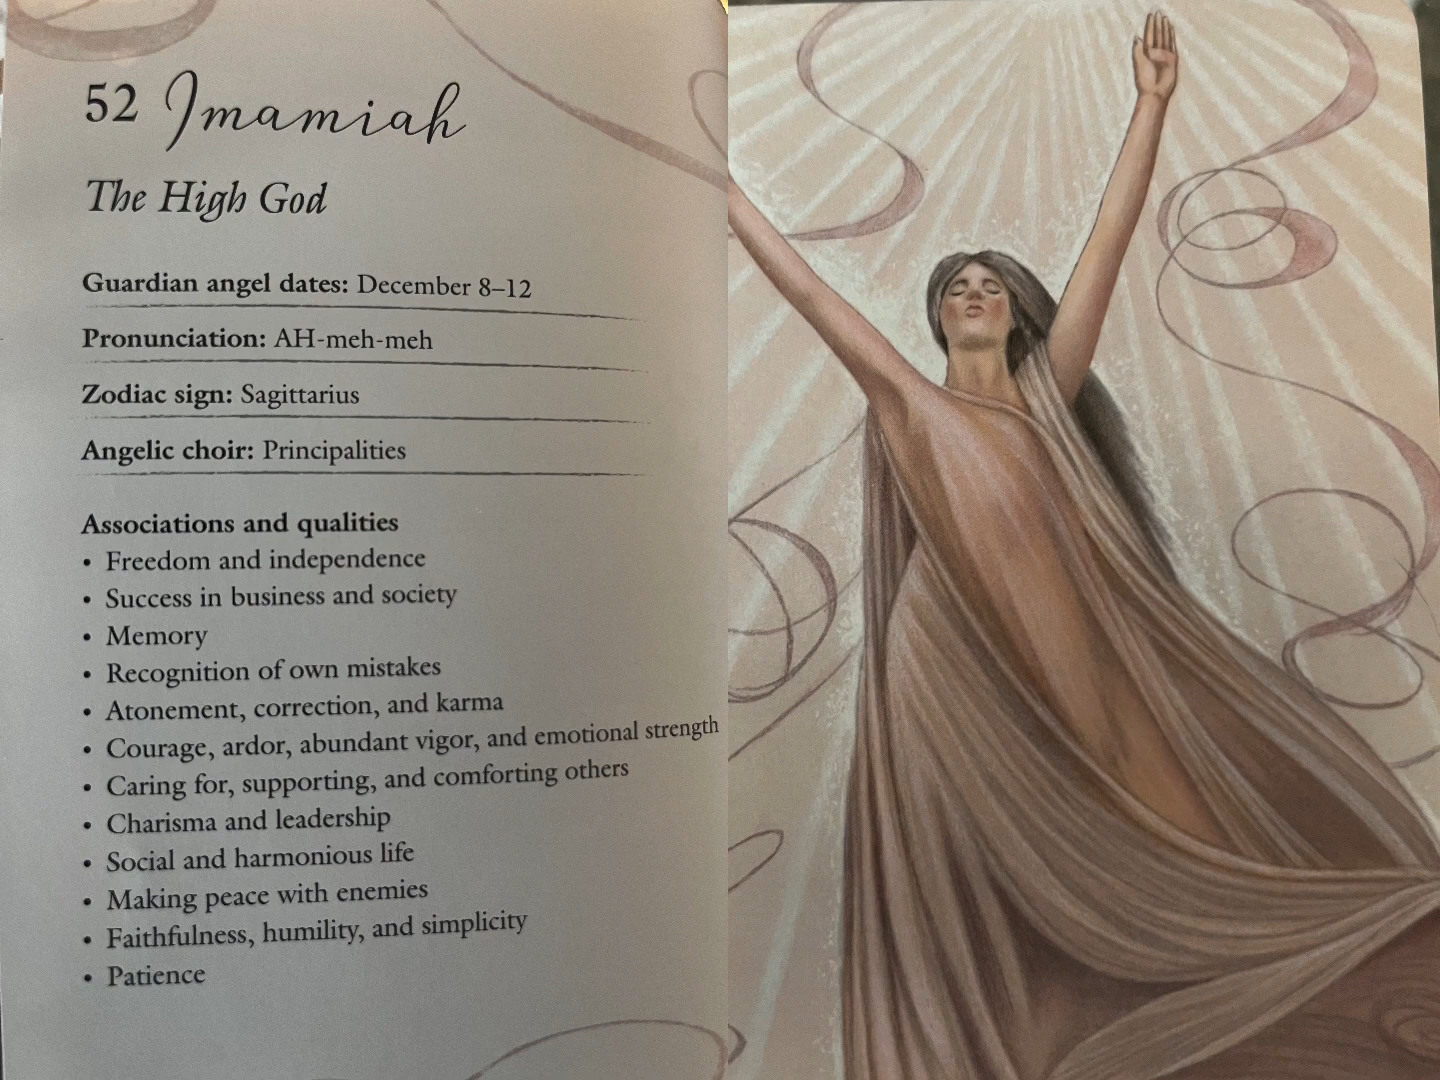 52 Imamiah
The High God
Guardian angel dates: December 8–12
Pronunciation: AH-meh-meh
Zodiac sign: Sagittarius
Angelic choir: Principalities
Associations and qualities
• Freedom and independence
• Success in business and society
• Memory
• Recognition of own mistakes
• Atonement, correction, and karma
• Courage, ardor, abundant vigor, and emotional strength
• Caring for, supporting, and comforting others
• Charisma and leadership
• Social and harmonious life
• Making peace with enemies
• Faithfulness, humility, and simplicity
• Patience